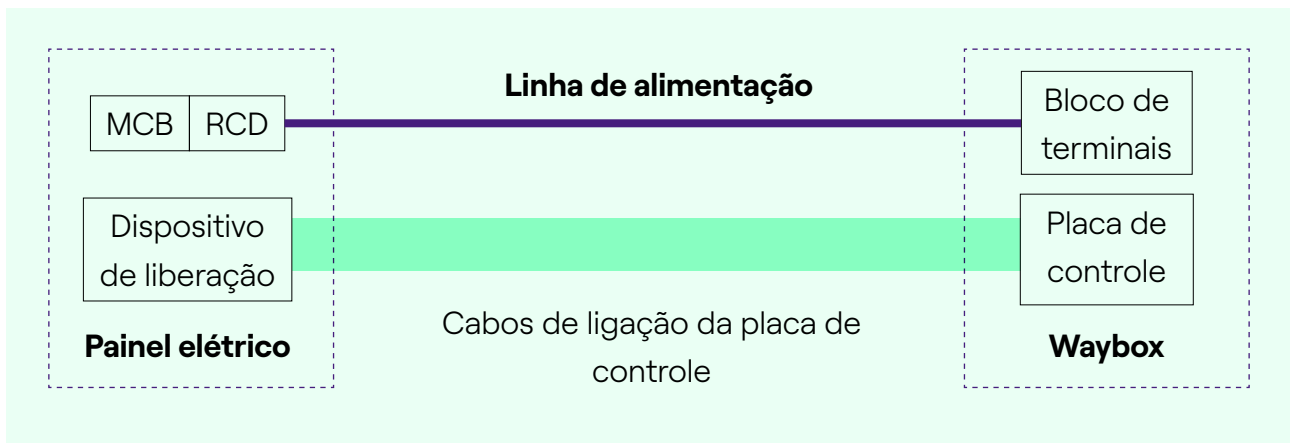 Linha de alimentação
MCB
RCD
Bloco de
terminais
Dispositivo
de liberação
Placa de
controle
Cabos de ligação da placa de
controle
Painel elétrico
Waybox